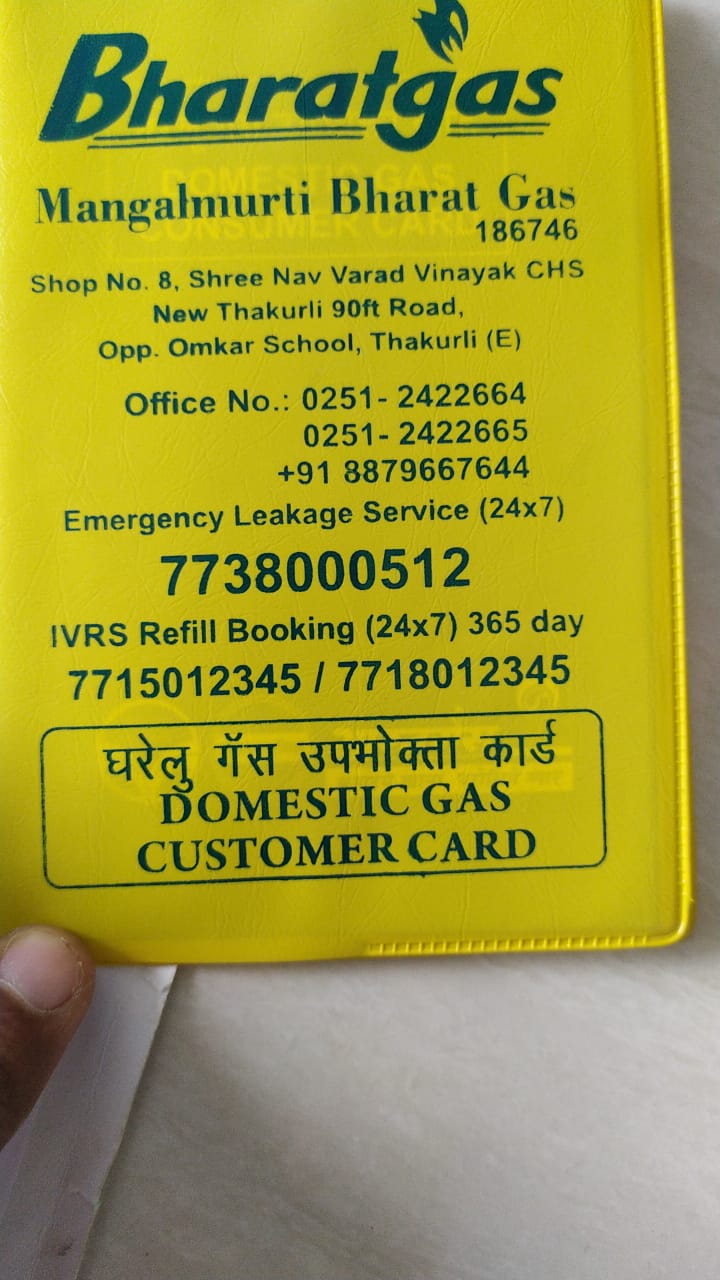 Bharatgas
Mangalmurti Bharat Gas
186746
Shop No. 8, Shree Nav Varad Vinayak CHS
New Thakurli 90ft Road,
Opp. Omkar School, Thakurli (E)
Office No.: 0251- 2422664
0251- 2422665
+91 8879667644
Emergency Leakage Service (24x7)
7738000512
IVRS Refill Booking (24x7) 365 day
7715012345 / 7718012345
घरेलु गॅस उपभोक्ता कार्ड
DOMESTIC GAS
CUSTOMER CARD